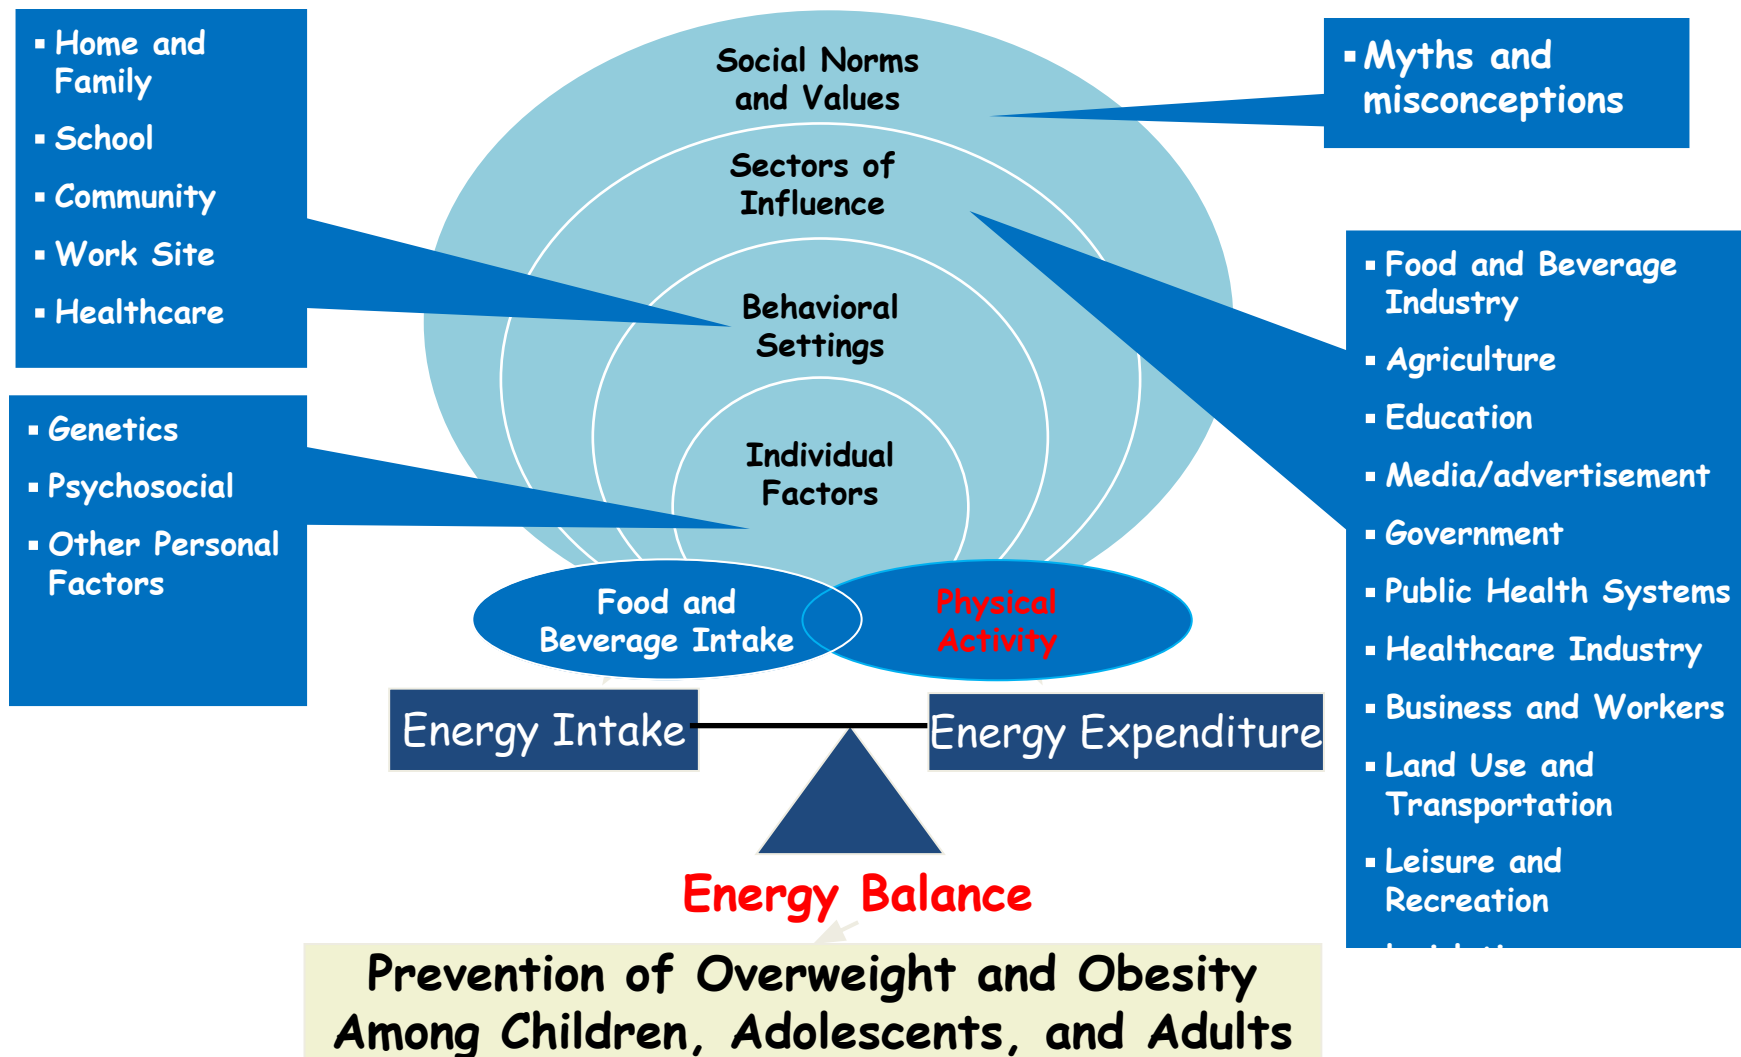 ▪ Home and
Family
▪ School
▪ Community
▪ Work Site
▪ Healthcare
▪ Genetics
▪ Psychosocial
▪ Other Personal
Factors
Social Norms
and Values
Sectors of
Influence
Behavioral
Settings
Individual
Factors
Food and
Beverage Intake
Physical
Activity
Energy Intake
Energy Expenditure
Energy Balance
Prevention of Overweight and Obesity
Among Children, Adolescents, and Adults
▪ Myths and
misconceptions
▪ Food and Beverage
Industry
▪ Agriculture
▪ Education
▪ Media/advertisement
▪ Government
▪ Public Health Systems
▪ Healthcare Industry
▪ Business and Workers
▪ Land Use and
Transportation
▪ Leisure and
Recreation